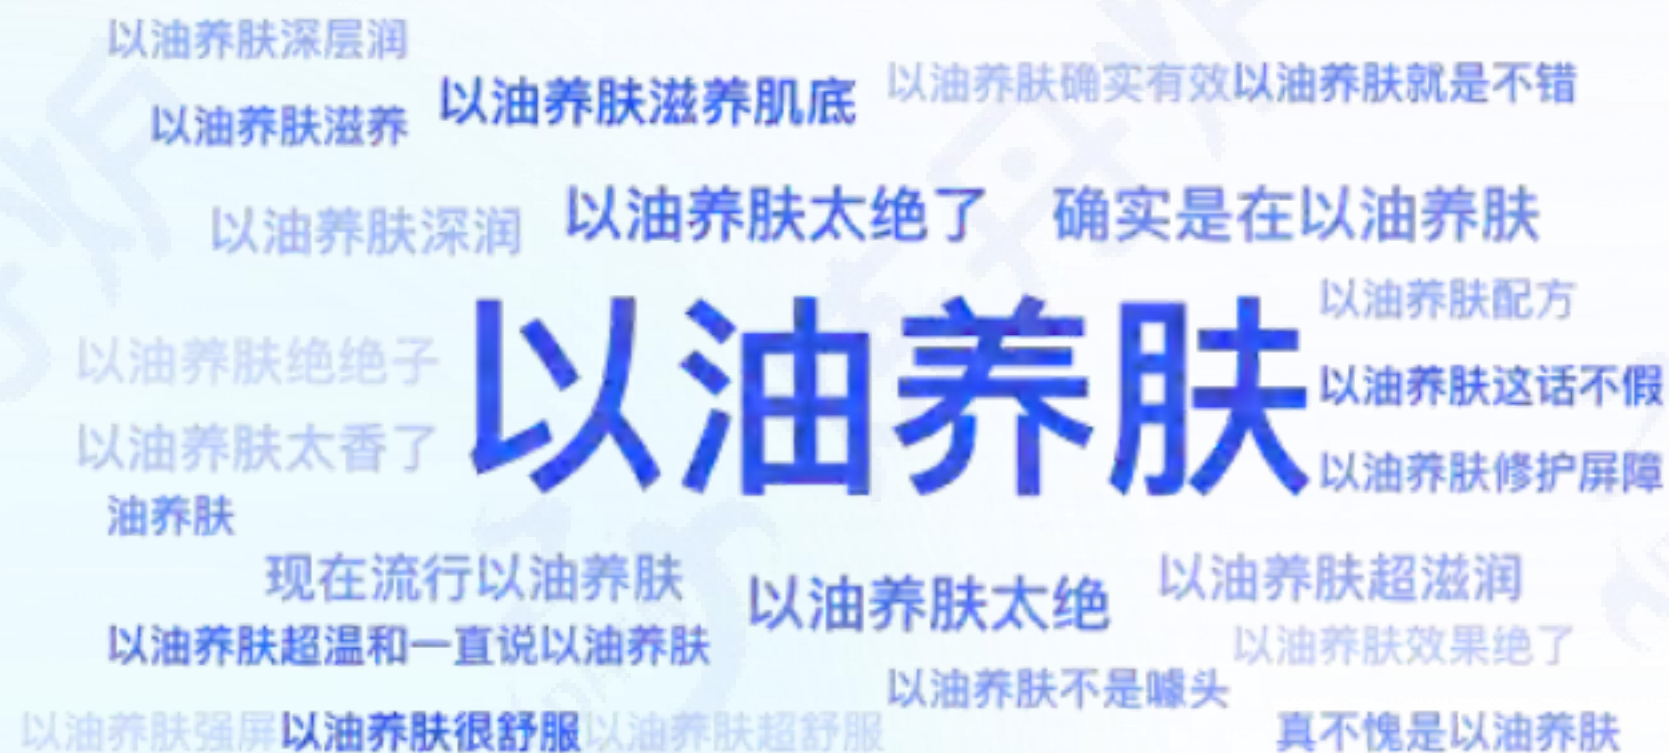 以油养肤深层润
以油养肤滋养肌底
以油养肤确实有效
以油养肤就是不错
以油养肤滋养
以油养肤深润
以油养肤太绝了
确实是在以油养肤
以油养肤配方
以油养肤绝绝子
以油养肤
以油养肤这话不假
以油养肤太香了
以油养肤修护屏障
油养肤
现在流行以油养肤
以油养肤太绝
以油养肤超滋润
以油养肤超温和
一直说以油养肤
以油养肤效果绝了
以油养肤不是噱头
以油养肤强屏
以油养肤很舒服
以油养肤超舒服
真不愧是以油养肤